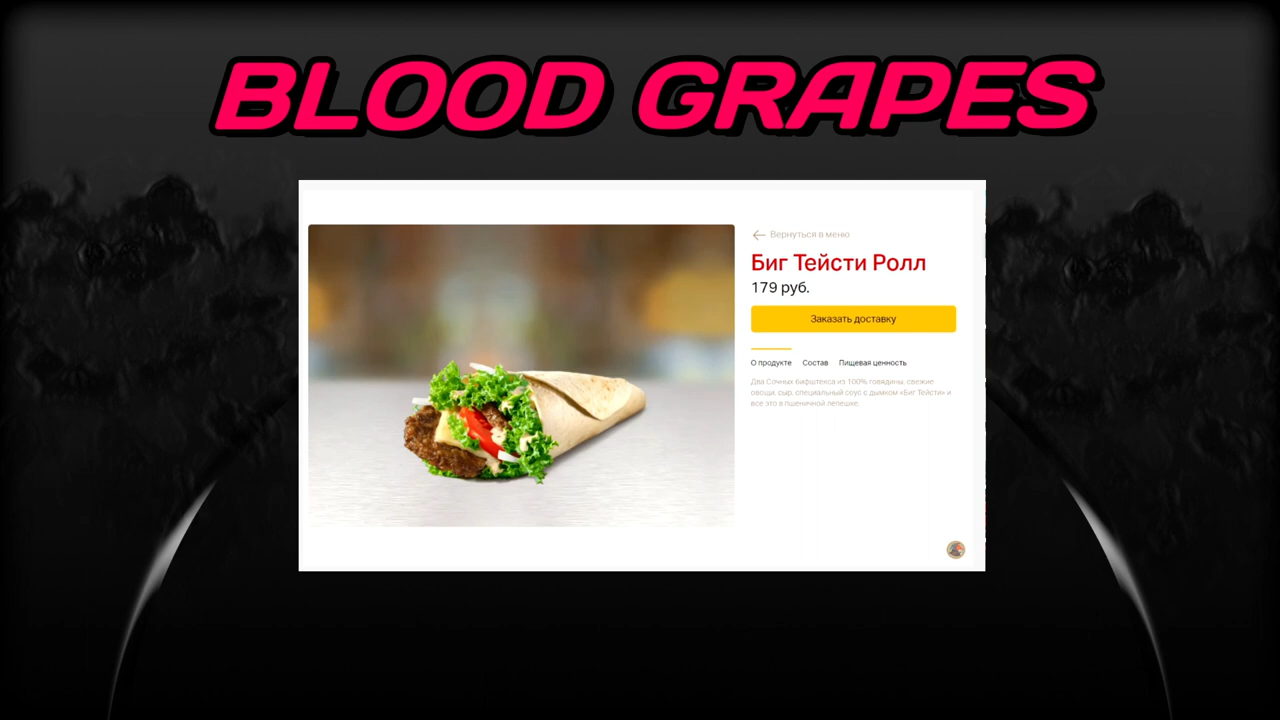 BLOOD GRAPES
Вернуться в меню
Биг Тейсти Ролл
179 руб.
Заказать доставку
О продукте Состав Пищевая ценность
Два Сочных бифштекса из 100% говядины, свежие
овощи, сыр, специальный соус с дымком «Биг Тейсти» и
все это в пшеничной лепешке.